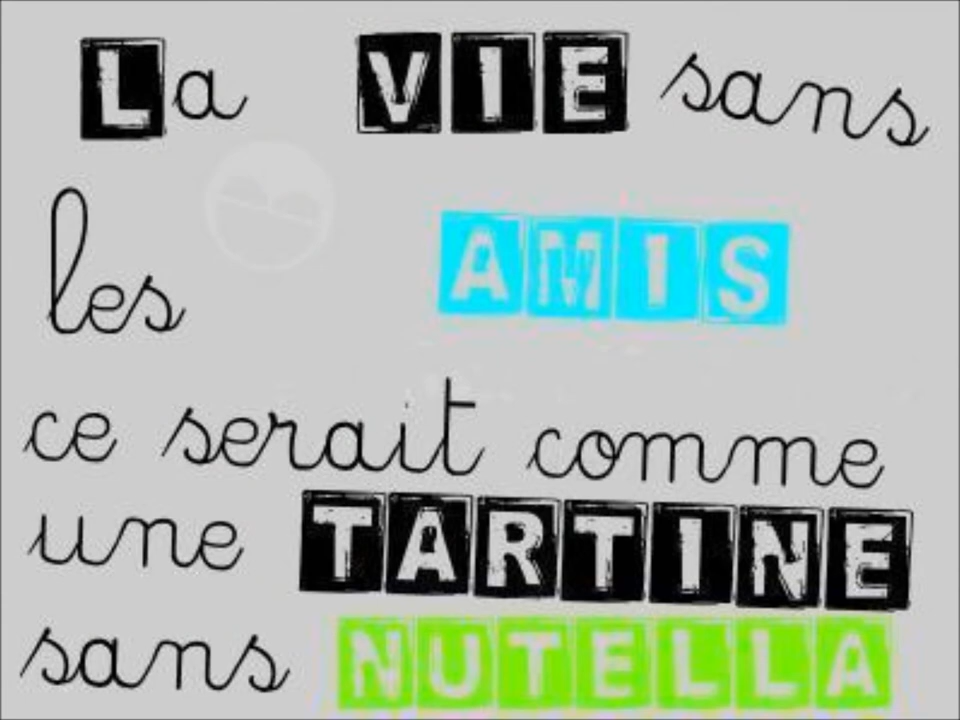 La VIE sans
les AMIS
ce serait comme
une TARTINE
sans NUTELLA